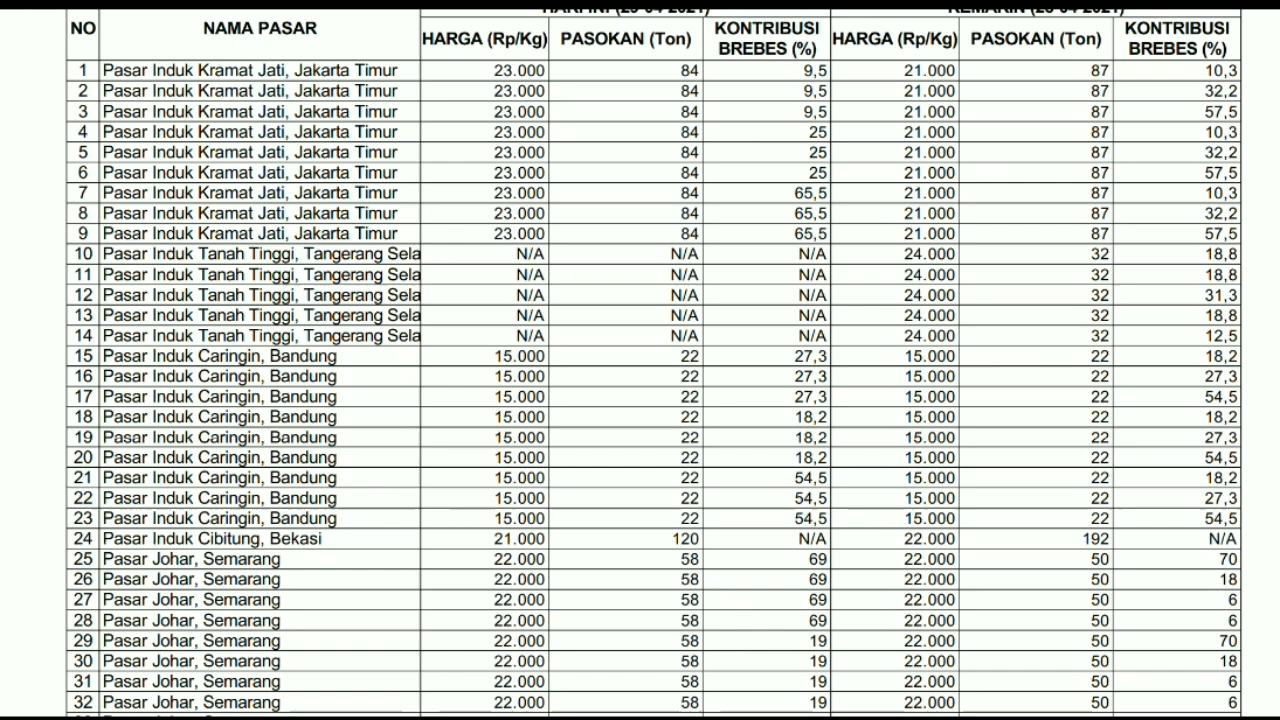 NO NAMA PASAR HARGA (Rp/Kg) PASOKAN (Ton) KONTRIBUSI BREBES (%) HARGA (Rp/Kg) PASOKAN (Ton) KONTRIBUSI BREBES (%)
1 Pasar Induk Kramat Jati, Jakarta Timur 23.000 84 9,5 21.000 87 10,3
2 Pasar Induk Kramat Jati, Jakarta Timur 23.000 84 9,5 21.000 87 32,2
3 Pasar Induk Kramat Jati, Jakarta Timur 23.000 84 9,5 21.000 87 57,5
4 Pasar Induk Kramat Jati, Jakarta Timur 23.000 84 25 21.000 87 10,3
5 Pasar Induk Kramat Jati, Jakarta Timur 23.000 84 25 21.000 87 32,2
6 Pasar Induk Kramat Jati, Jakarta Timur 23.000 84 25 21.000 87 57,5
7 Pasar Induk Kramat Jati, Jakarta Timur 23.000 84 65,5 21.000 87 10,3
8 Pasar Induk Kramat Jati, Jakarta Timur 23.000 84 65,5 21.000 87 32,2
9 Pasar Induk Kramat Jati, Jakarta Timur 23.000 84 65,5 21.000 87 57,5
10 Pasar Induk Tanah Tinggi, Tangerang Sela N/A N/A N/A 24.000 32 18,8
11 Pasar Induk Tanah Tinggi, Tangerang Sela N/A N/A N/A 24.000 32 18,8
12 Pasar Induk Tanah Tinggi, Tangerang Sela N/A N/A N/A 24.000 32 31,3
13 Pasar Induk Tanah Tinggi, Tangerang Sela N/A N/A N/A 24.000 32 18,8
14 Pasar Induk Tanah Tinggi, Tangerang Sela N/A N/A N/A 24.000 32 12,5
15 Pasar Induk Caringin, Bandung 15.000 22 27,3 15.000 22 18,2
16 Pasar Induk Caringin, Bandung 15.000 22 27,3 15.000 22 27,3
17 Pasar Induk Caringin, Bandung 15.000 22 27,3 15.000 22 54,5
18 Pasar Induk Caringin, Bandung 15.000 22 18,2 15.000 22 18,2
19 Pasar Induk Caringin, Bandung 15.000 22 18,2 15.000 22 27,3
20 Pasar Induk Caringin, Bandung 15.000 22 18,2 15.000 22 54,5
21 Pasar Induk Caringin, Bandung 15.000 22 54,5 15.000 22 18,2
22 Pasar Induk Caringin, Bandung 15.000 22 54,5 15.000 22 27,3
23 Pasar Induk Caringin, Bandung 15.000 22 54,5 15.000 22 54,5
24 Pasar Induk Cibitung, Bekasi 21.000 120 N/A 22.000 192 N/A
25 Pasar Johar, Semarang 22.000 58 69 22.000 50 70
26 Pasar Johar, Semarang 22.000 58 69 22.000 50 18
27 Pasar Johar, Semarang 22.000 58 69 22.000 50 6
28 Pasar Johar, Semarang 22.000 58 69 22.000 50 6
29 Pasar Johar, Semarang 22.000 58 19 22.000 50 70
30 Pasar Johar, Semarang 22.000 58 19 22.000 50 18
31 Pasar Johar, Semarang 22.000 58 19 22.000 50 6
32 Pasar Johar, Semarang 22.000 58 19 22.000 50 6